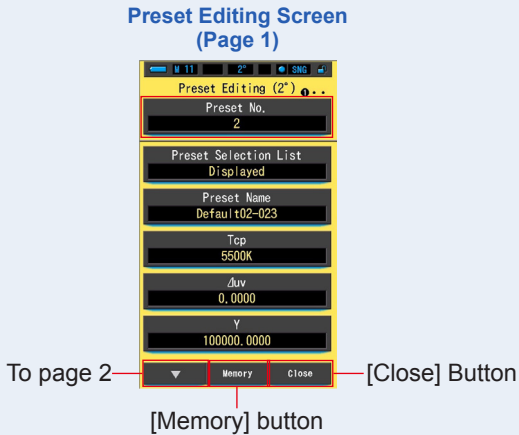 Preset Editing Screen
(Page 1)
M 11 2° SNG
Preset Editing (2°) ❶..
Preset No.
2
Preset Selection List
Displayed
Preset Name
Default02-023
Tcp
5500K
⊿uv
0.0000
Y
100000.0000
To page 2 ▼ Memory Close [Close] Button
[Memory] button